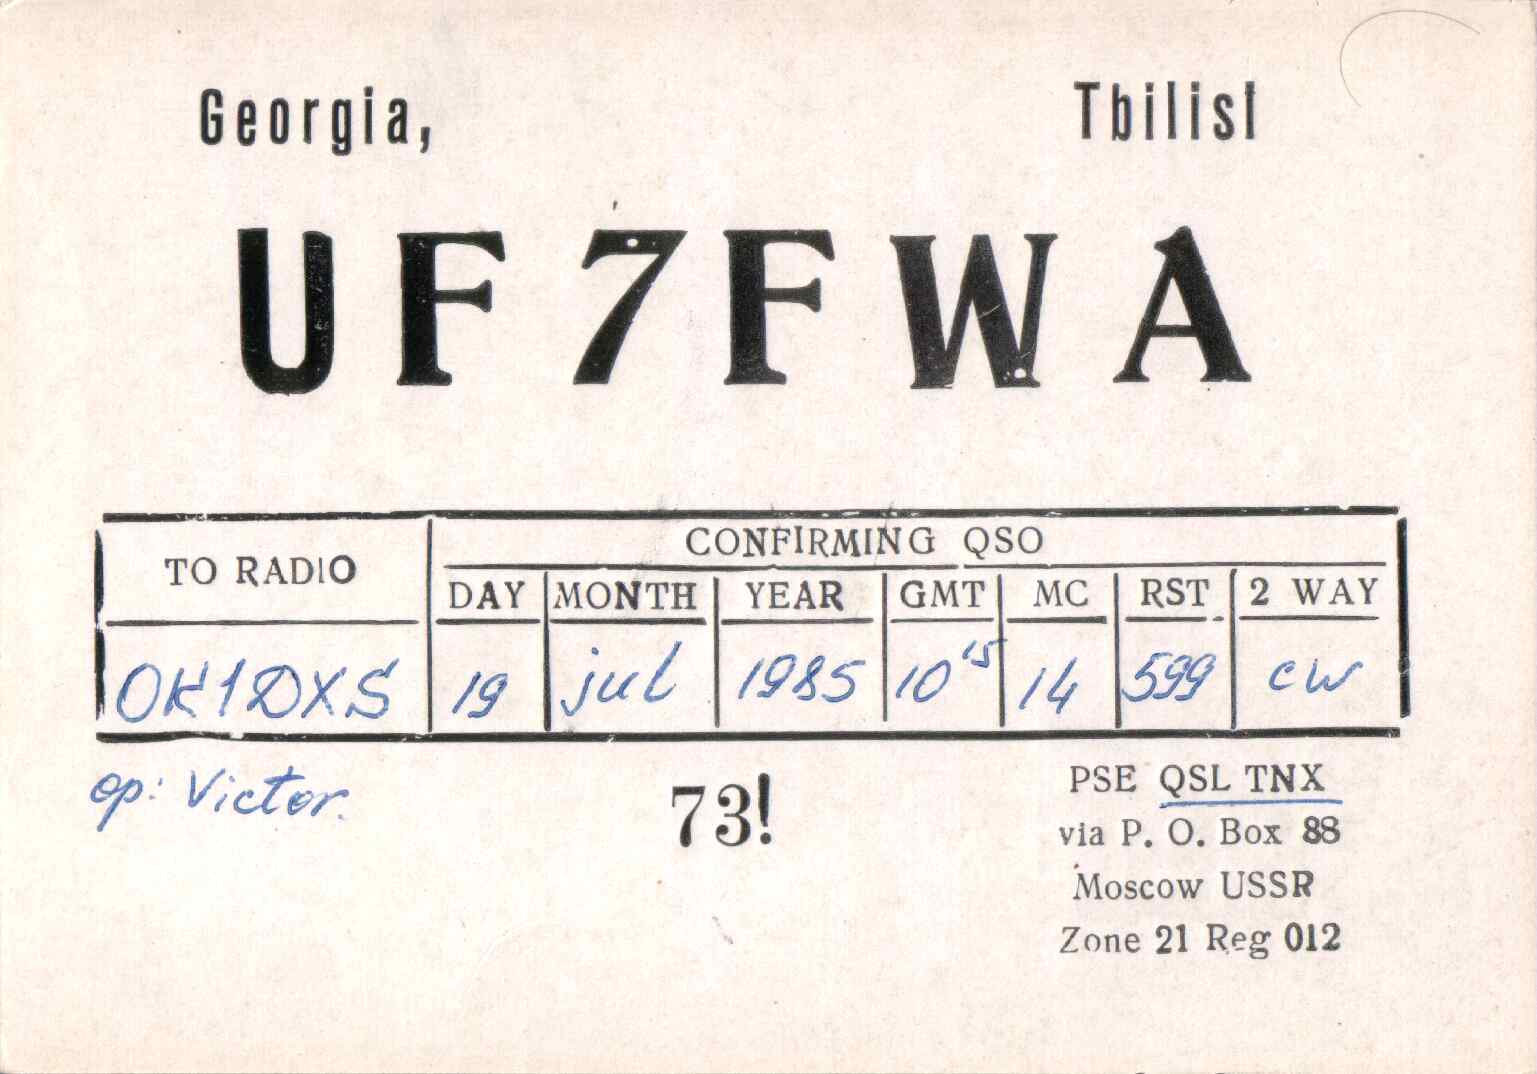 Georgia, Tbilisi
UF7FWA
TO RADIO CONFIRMING QSO
DAY MONTH YEAR GMT MC RST 2 WAY
OK1DXS 19 jul 1985 10 15 14 599 cw
op: Victor. 73! PSE QSL TNX
via P. O. Box 88
Moscow USSR
Zone 21 Reg 012